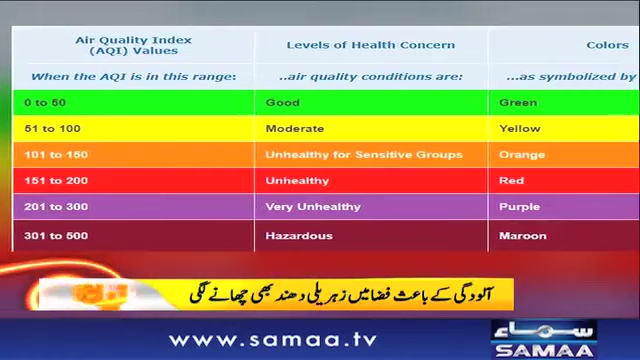 Air Quality Index Levels of Health Concern Colors
(AQI) Values
When the AQI is in this range: ..air quality conditions are: ...as symbolized by
0 to 50 Good Green
51 to 100 Moderate Yellow
101 to 150 Unhealthy for Sensitive Groups Orange
151 to 200 Unhealthy Red
201 to 300 Very Unhealthy Purple
301 to 500 Hazardous Maroon
آلودگی کے باعث فضا میں زہریلی دھند بھی چھانے لگی
www.samaa.tv
سماء
SAMAA